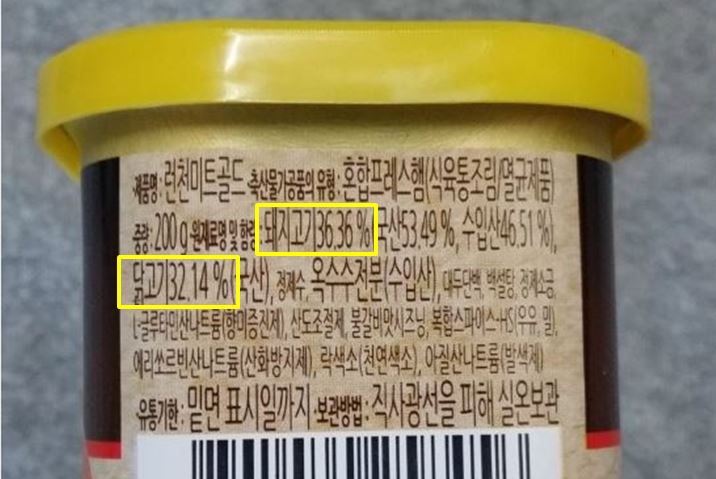 제품명: 런천미트골드 ·축산물가공품의 유형: 혼합프레스햄(식육통조림/멸균제품)
중량: 200 g ·원재료명 및 함량: 돼지고기36.36 %(국산53.49 %, 수입산46.51 %),
닭고기32.14 %(국산), 정제수, 옥수수전분(수입산), 대두단백, 백설탕, 정제소금,
L-글루타민산나트륨(향미증진제), 산도조절제, 불갈비맛시즈닝, 복합스파이스-HS(우유, 밀),
에리쏘르빈산나트륨(산화방지제), 락색소(천연색소), 아질산나트륨(발색제)
·유통기한: 밑면 표시일까지 ·보관방법: 직사광선을 피해 실온보관